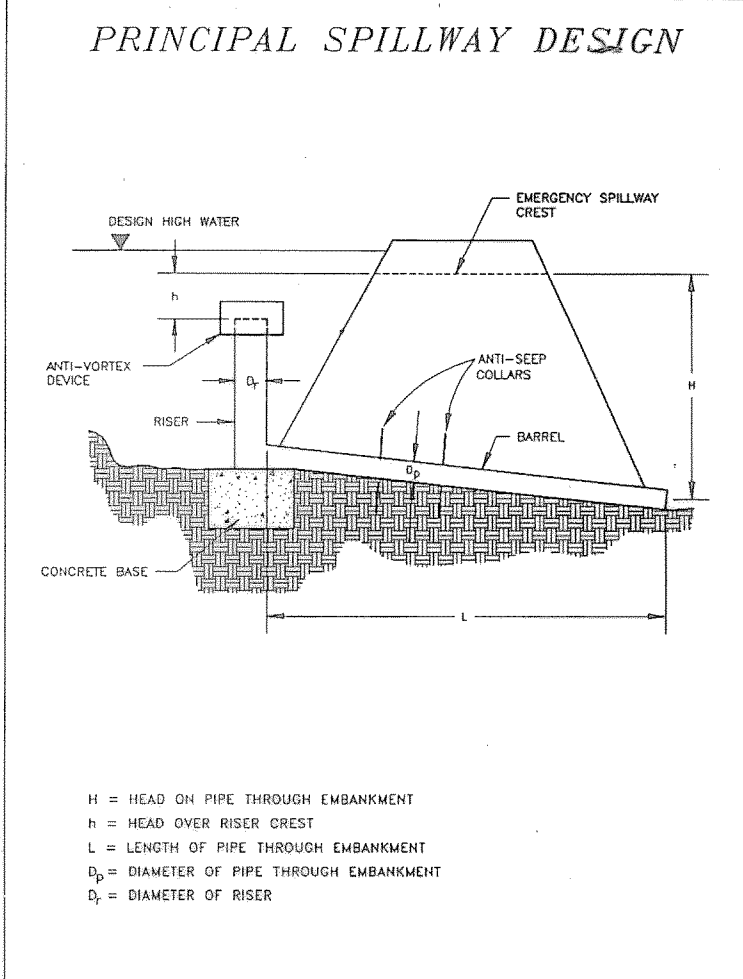 PRINCIPAL SPILLWAY DESIGN
EMERGENCY SPILLWAY
CREST
DESIGN HIGH WATER
h
ANTI-VORTEX
DEVICE
Dr
ANTI-SEEP
COLLARS
H
RISER
BARREL
Dp
CONCRETE BASE
L
H = HEAD ON PIPE THROUGH EMBANKMENT
h = HEAD OVER RISER CREST
L = LENGTH OF PIPE THROUGH EMBANKMENT
Dp = DIAMETER OF PIPE THROUGH EMBANKMENT
Dr = DIAMETER OF RISER